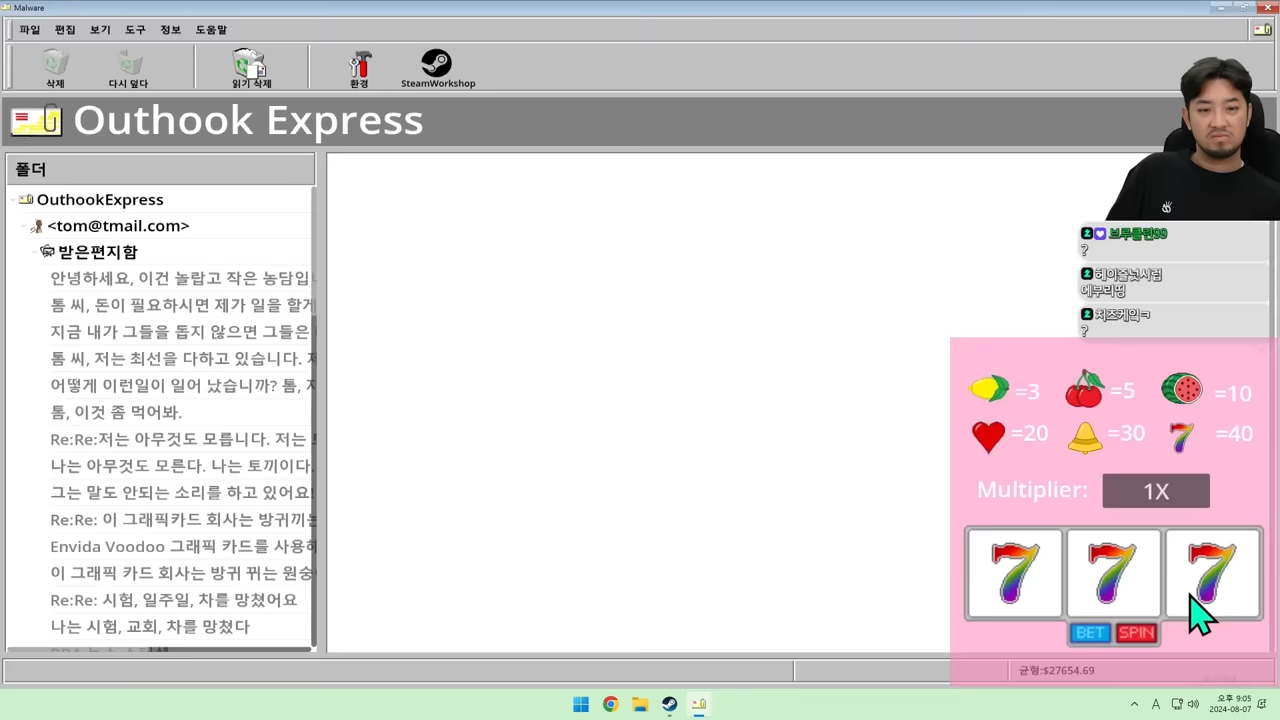 Malware
파일 편집 보기 도구 정보 도움말
삭제 다시 덮다 읽기 삭제 환경 SteamWorkshop
Outhook Express
폴더
OuthookExpress
<tom@tmail.com>
받은편지함
안녕하세요, 이건 놀랍고 작은 농담입
톰 씨, 돈이 필요하시면 제가 일을 할게
지금 내가 그들을 돕지 않으면 그들은
톰 씨, 저는 최선을 다하고 있습니다.
어떻게 이런일이 일어 났습니까? 톰,
톰, 이것 좀 먹어봐.
Re:Re:저는 아무것도 모릅니다. 저는
나는 아무것도 모른다. 나는 토끼이다.
그는 말도 안되는 소리를 하고 있어요!
Re:Re: 이 그래픽카드 회사는 방귀끼는
Envida Voodoo 그래픽 카드를 사용해
이 그래픽 카드 회사는 방귀 뀌는 원숭
Re:Re: 시험, 일주일, 차를 망쳤어요
나는 시험, 교회, 차를 망쳤다
브루클린99
?
헤이즐넛시럽
에부리띵
치즈케익ㅋ
?
=3 =5 =10
=20 =30 7 =40
Multiplier: 1X
7 7 7
BET SPIN
균형:$27654.69
A
오후 9:05
2024-08-07